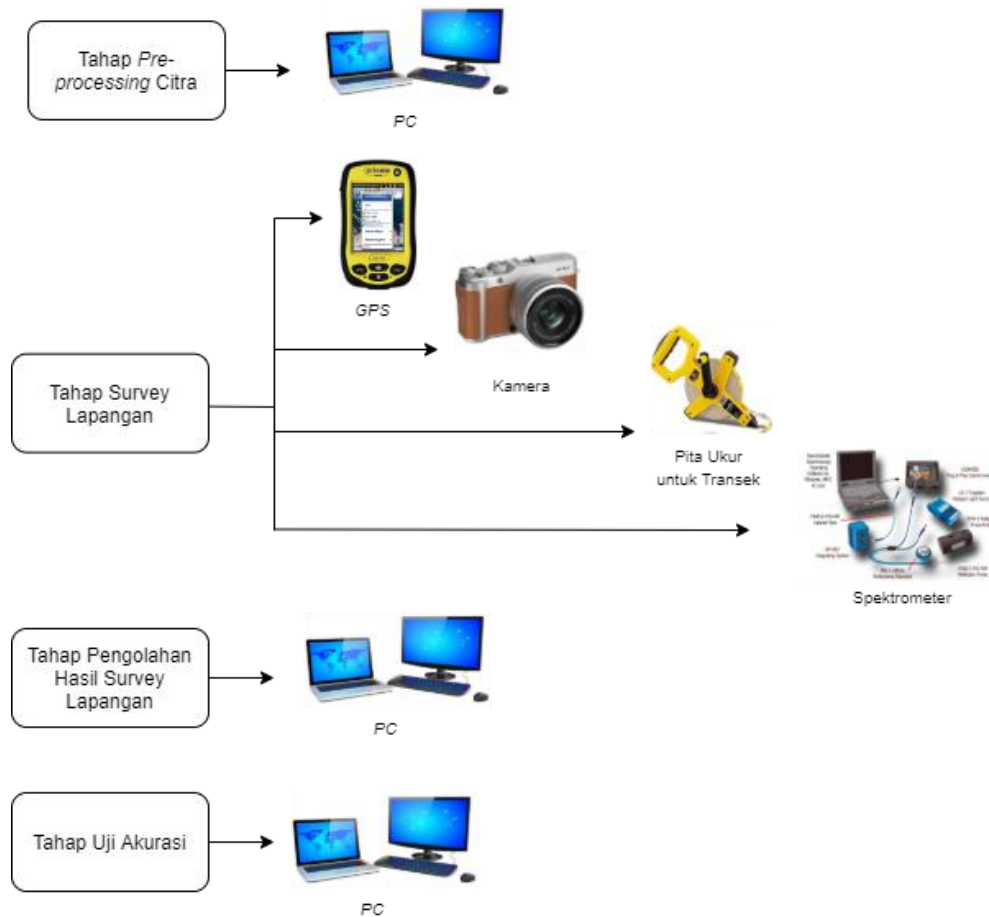 Tahap Pre-
processing Citra
PC
GPS
Kamera
Tahap Survey
Lapangan
Pita Ukur
untuk Transek
Spektrometer
Tahap Pengolahan
Hasil Survey
Lapangan
PC
Tahap Uji Akurasi
PC